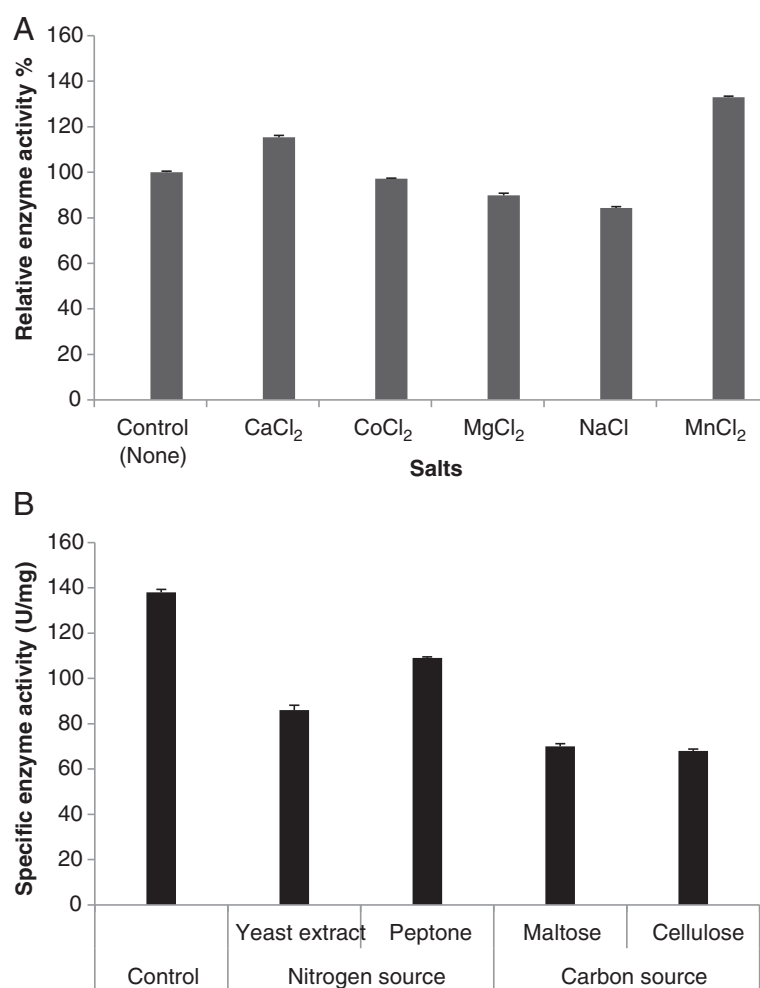 A
Relative enzyme activity %
160
140
120
100
80
60
40
20
0
Control
(None)
CaCl₂
CoCl₂
MgCl₂
NaCl
MnCl₂
Salts
B
Specific enzyme activity (U/mg)
160
140
120
100
80
60
40
20
0
Yeast extract
Peptone
Maltose
Cellulose
Control
Nitrogen source
Carbon source